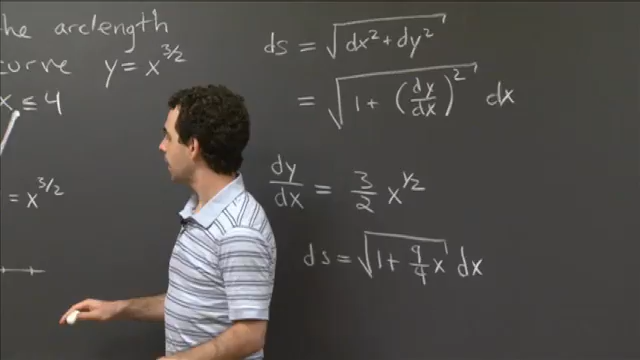 the arclength
curve y = x^{3/2}
x ≤ 4
= x^{3/2}
ds = √(dx² + dy²)
= √(1 + (dy/dx)²) dx
dy/dx = 3/2 x^{1/2}
ds = √(1 + 9/4 x) dx